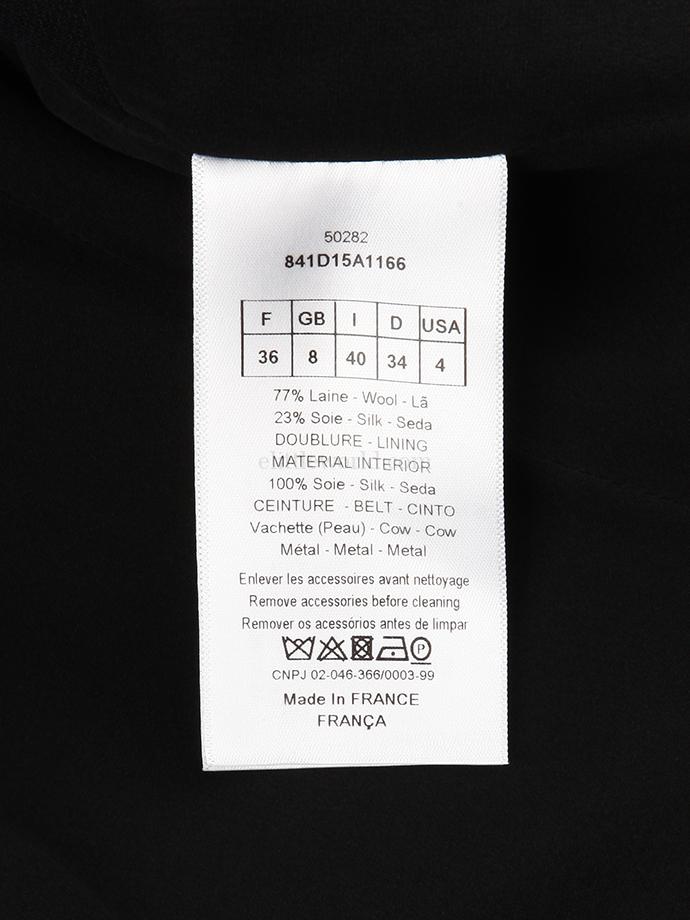 50282
841D15A1166
F GB I D USA
36 8 40 34 4
77% Laine - Wool - Lã
23% Soie - Silk - Seda
DOUBLURE - LINING
MATERIAL INTERIOR
100% Soie - Silk - Seda
CEINTURE - BELT - CINTO
Vachette (Peau) - Cow - Cow
Métal - Metal - Metal
Enlever les accessoires avant nettoyage
Remove accessories before cleaning
Remover os acessórios antes de limpar
P
CNPJ 02-046-366/0003-99
Made In FRANCE
FRANÇA